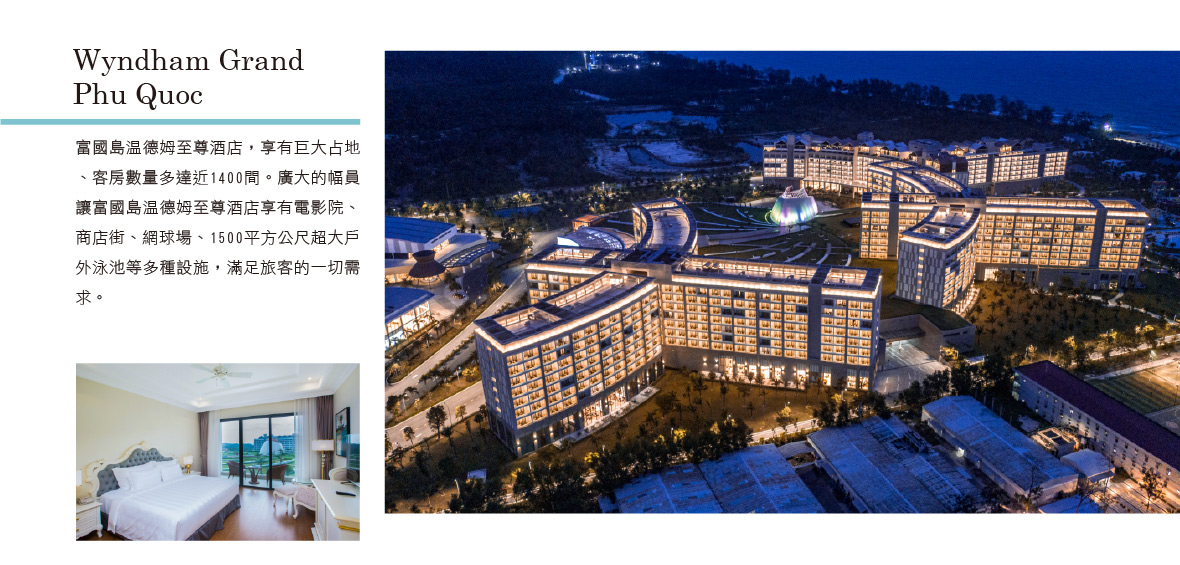 Wyndham Grand
Phu Quoc
富國島温德姆至尊酒店，享有巨大占地
、客房數量多達近1400間。廣大的幅員
讓富國島温德姆至尊酒店享有電影院、
商店街、網球場、1500平方公尺超大戶
外泳池等多種設施，滿足旅客的一切需
求。